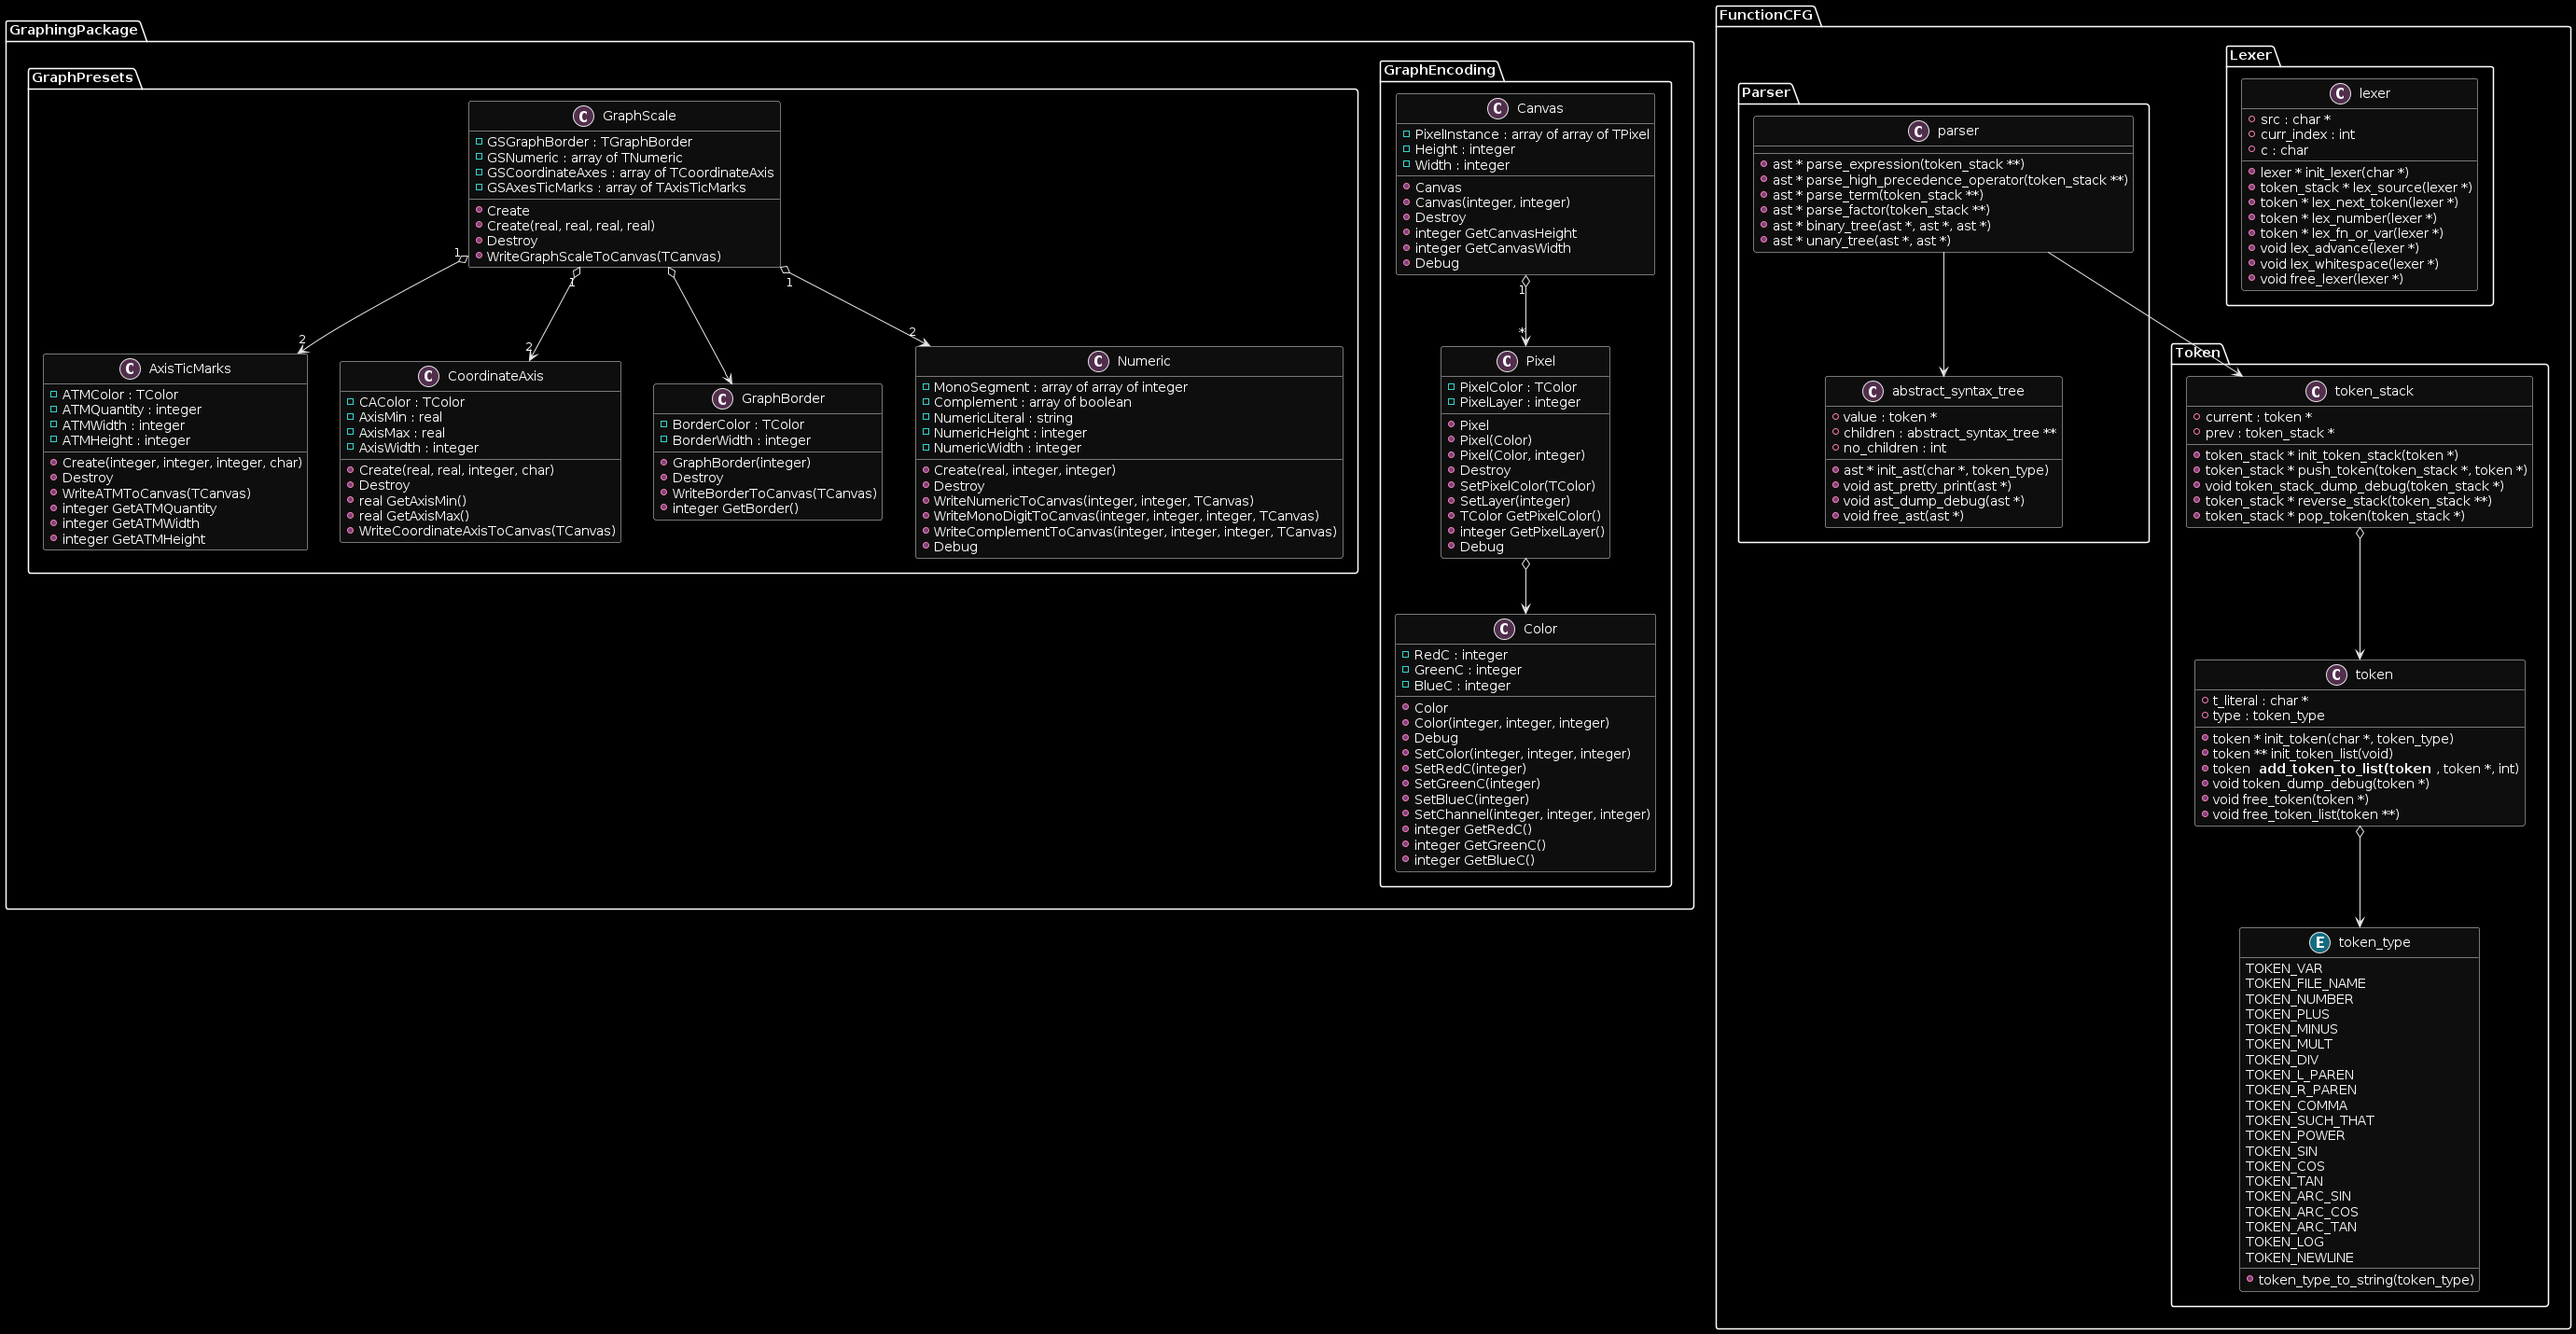 GraphingPackage
GraphPresets
C GraphScale
GSGraphBorder : TGraphBorder
GSNumeric : array of TNumeric
GSCoordinateAxes : array of TCoordinateAxis
GSAxesTicMarks : array of TAxisTicMarks
Create
Create(real, real, real, real)
Destroy
WriteGraphScaleToCanvas(TCanvas)
1
1
1
2
2
2
C AxisTicMarks
ATMColor : TColor
ATMQuantity : integer
ATMWidth : integer
ATMHeight : integer
Create(integer, integer, integer, char)
Destroy
WriteATMToCanvas(TCanvas)
integer GetATMQuantity
integer GetATMWidth
integer GetATMHeight
C CoordinateAxis
CAColor : TColor
AxisMin : real
AxisMax : real
AxisWidth : integer
Create(real, real, integer, char)
Destroy
real GetAxisMin()
real GetAxisMax()
WriteCoordinateAxisToCanvas(TCanvas)
C GraphBorder
BorderColor : TColor
BorderWidth : integer
GraphBorder(integer)
Destroy
WriteBorderToCanvas(TCanvas)
integer GetBorder()
C Numeric
MonoSegment : array of array of integer
Complement : array of boolean
NumericLiteral : string
NumericHeight : integer
NumericWidth : integer
Create(real, integer, integer)
Destroy
WriteNumericToCanvas(integer, integer, TCanvas)
WriteMonoDigitToCanvas(integer, integer, integer, TCanvas)
WriteComplementToCanvas(integer, integer, integer, TCanvas)
Debug
GraphEncoding
C Canvas
PixelInstance : array of array of TPixel
Height : integer
Width : integer
Canvas
Canvas(integer, integer)
Destroy
integer GetCanvasHeight
integer GetCanvasWidth
Debug
1
*
C Pixel
PixelColor : TColor
PixelLayer : integer
Pixel
Pixel(Color)
Pixel(Color, integer)
Destroy
SetPixelColor(TColor)
SetLayer(integer)
TColor GetPixelColor()
integer GetPixelLayer()
Debug
C Color
RedC : integer
GreenC : integer
BlueC : integer
Color
Color(integer, integer, integer)
Debug
SetColor(integer, integer, integer)
SetRedC(integer)
SetGreenC(integer)
SetBlueC(integer)
SetChannel(integer, integer, integer)
integer GetRedC()
integer GetGreenC()
integer GetBlueC()
FunctionCFG
Parser
C parser
ast * parse_expression(token_stack **)
ast * parse_high_precedence_operator(token_stack **)
ast * parse_term(token_stack **)
ast * parse_factor(token_stack **)
ast * binary_tree(ast *, ast *, ast *)
ast * unary_tree(ast *, ast *)
C abstract_syntax_tree
value : token *
children : abstract_syntax_tree **
no_children : int
ast * init_ast(char *, token_type)
void ast_pretty_print(ast *)
void ast_dump_debug(ast *)
void free_ast(ast *)
Lexer
C lexer
src : char *
curr_index : int
c : char
lexer * init_lexer(char *)
token_stack * lex_source(lexer *)
token * lex_next_token(lexer *)
token * lex_number(lexer *)
token * lex_fn_or_var(lexer *)
void lex_advance(lexer *)
void lex_whitespace(lexer *)
void free_lexer(lexer *)
Token
C token_stack
current : token *
prev : token_stack *
token_stack * init_token_stack(token *)
token_stack * push_token(token_stack *, token *)
void token_stack_dump_debug(token_stack *)
token_stack * reverse_stack(token_stack **)
token_stack * pop_token(token_stack *)
C token
t_literal : char *
type : token_type
token * init_token(char *, token_type)
token ** init_token_list(void)
token add_token_to_list(token , token *, int)
void token_dump_debug(token *)
void free_token(token *)
void free_token_list(token **)
E token_type
TOKEN_VAR
TOKEN_FILE_NAME
TOKEN_NUMBER
TOKEN_PLUS
TOKEN_MINUS
TOKEN_MULT
TOKEN_DIV
TOKEN_L_PAREN
TOKEN_R_PAREN
TOKEN_COMMA
TOKEN_SUCH_THAT
TOKEN_POWER
TOKEN_SIN
TOKEN_COS
TOKEN_TAN
TOKEN_ARC_SIN
TOKEN_ARC_COS
TOKEN_ARC_TAN
TOKEN_LOG
TOKEN_NEWLINE
token_type_to_string(token_type)